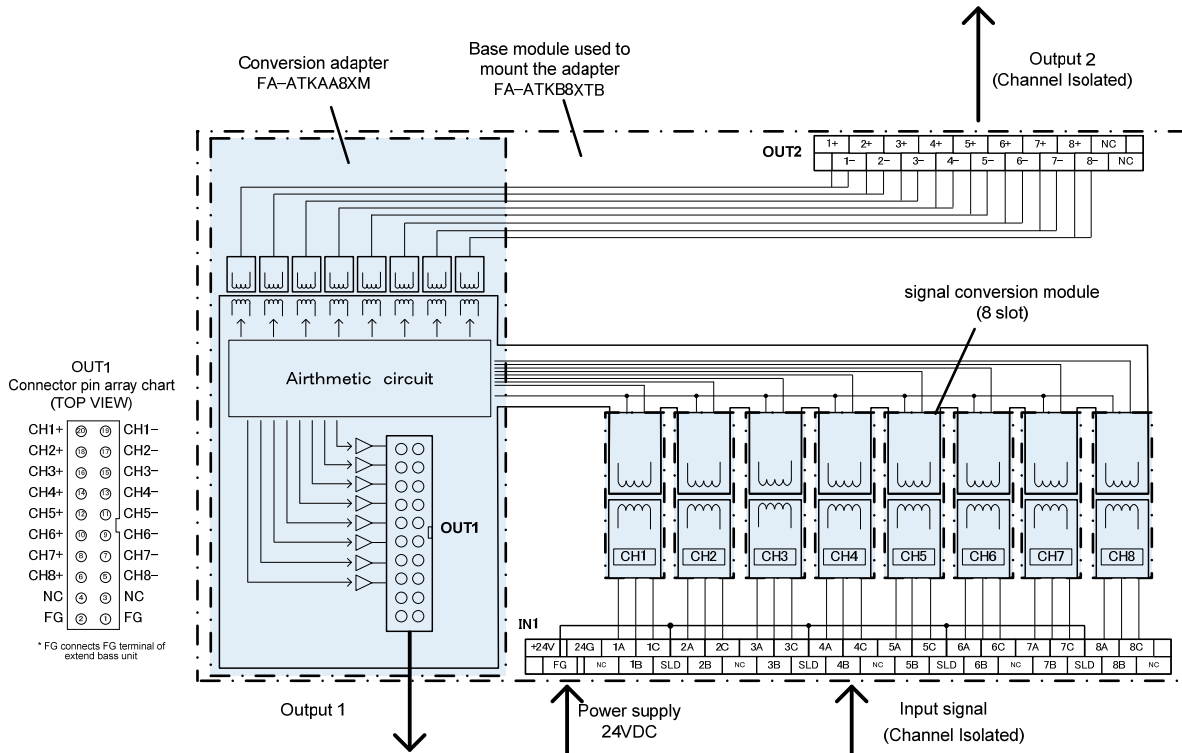 Conversion adapter
FA-ATKAA8XM
Base module used to
mount the adapter
FA-ATKB8XTB
Output 2
(Channel Isolated)
OUT2
1+ 2+ 3+ 4+ 5+ 6+ 7+ 8+ NC
1- 2- 3- 4- 5- 6- 7- 8- NC
signal conversion module
(8 slot)
Airthmetic circuit
OUT1
Connector pin array chart
(TOP VIEW)
CH1+ 20 19 CH1-
CH2+ 18 17 CH2-
CH3+ 16 15 CH3-
CH4+ 14 13 CH4-
CH5+ 12 11 CH5-
CH6+ 10 9 CH6-
CH7+ 8 7 CH7-
CH8+ 6 5 CH8-
NC 4 3 NC
FG 2 1 FG
* FG connects FG terminal of
extend bass unit
OUT1
CH1 CH2 CH3 CH4 CH5 CH6 CH7 CH8
IN1
+24V 24G 1A 1C 2A 2C 3A 3C 4A 4C 5A 5C 6A 6C 7A 7C 8A 8C
FG NC 1B SLD 2B NC 3B SLD 4B NC 5B SLD 6B NC 7B SLD 8B NC
Output 1
Power supply
24VDC
Input signal
(Channel Isolated)